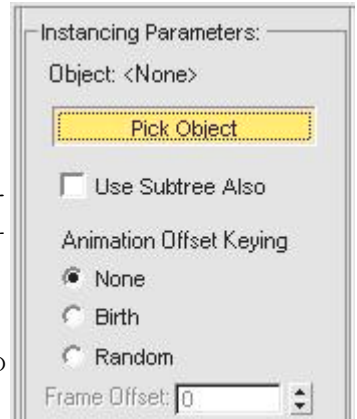 Instancing Parameters:
Object: <None>
Pick Object
Use Subtree Also
Animation Offset Keying
None
Birth
Random
Frame Offset: 0